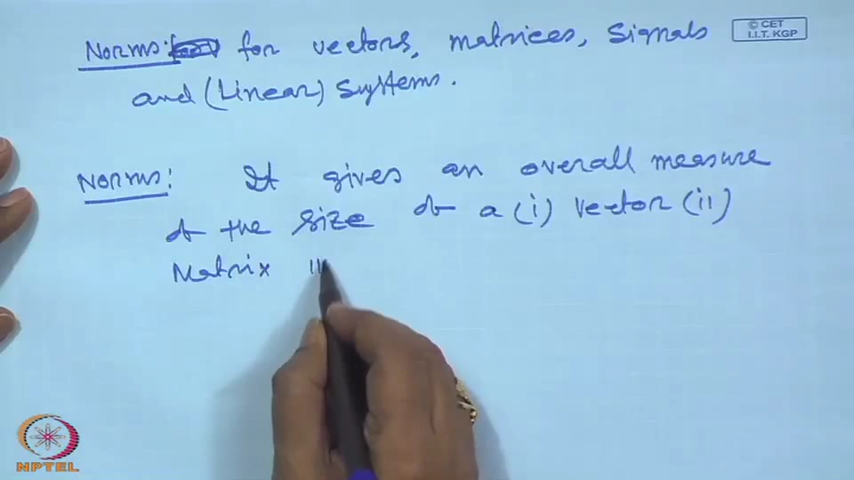 Norms: for vectors, matrices, signals
© CET
I.I.T. KGP
and (Linear) Systems.
Norms: It gives an overall measure
of the size of a (i) vector (ii)
Matrix
NPTEL